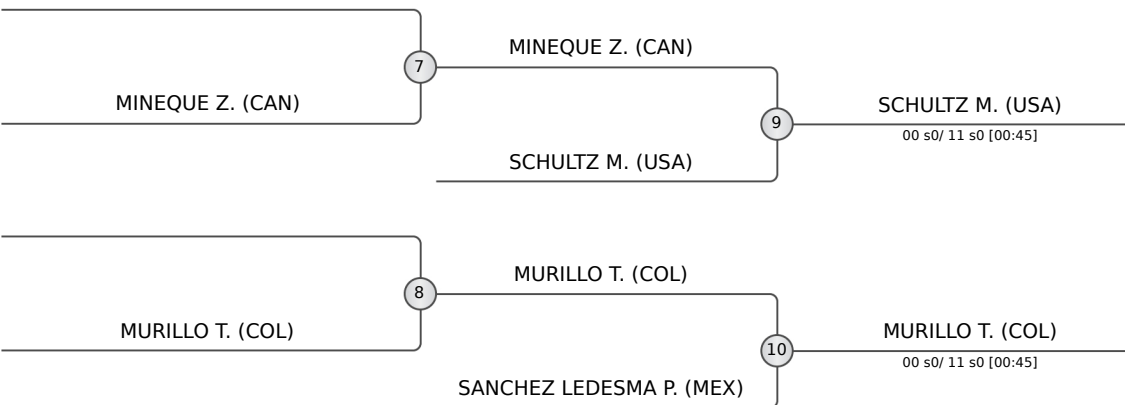 MINEQUE Z. (CAN)
7
MINEQUE Z. (CAN)
SCHULTZ M. (USA)
9
SCHULTZ M. (USA)
00 s0/ 11 s0 [00:45]
MURILLO T. (COL)
8
MURILLO T. (COL)
SANCHEZ LEDESMA P. (MEX)
10
MURILLO T. (COL)
00 s0/ 11 s0 [00:45]